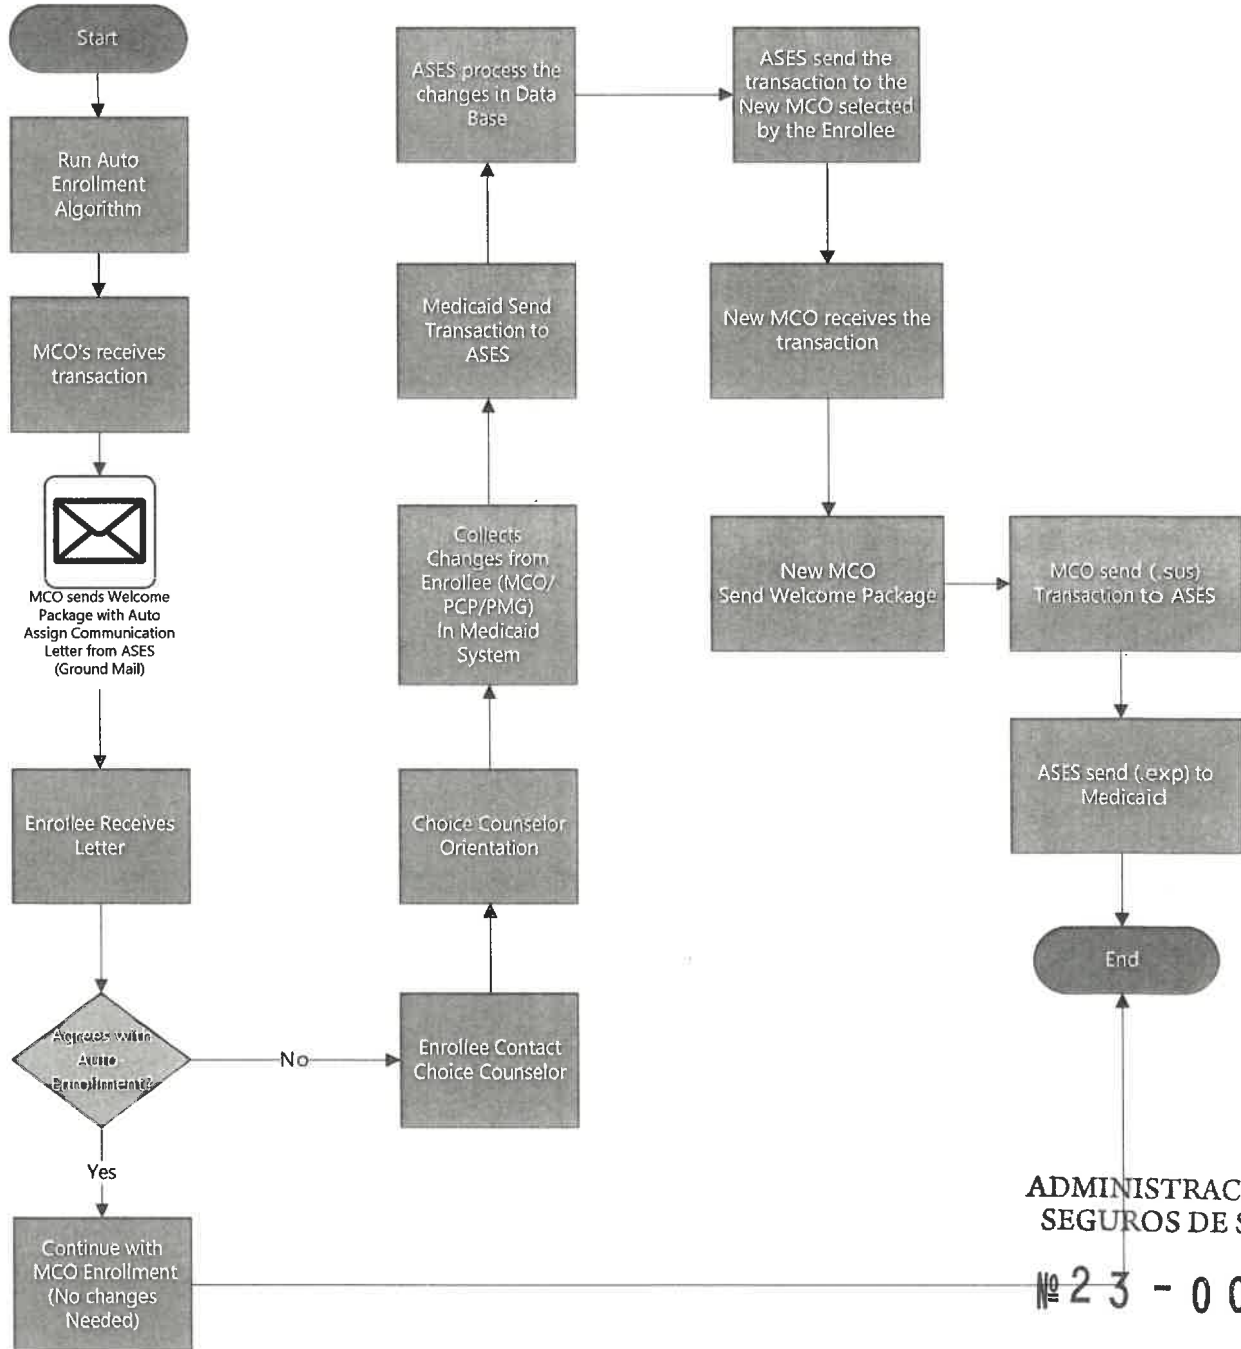 Start
Run Auto
Enrollment
Algorithm
MCO's receives
transaction
MCO sends Welcome
Package with Auto
Assign Communication
Letter from ASES
(Ground Mail)
Enrollee Receives
Letter
Agrees with
Auto-
Enrollment?
No
Yes
Continue with
MCO Enrollment
(No changes
Needed)
Enrollee Contact
Choice Counselor
Choice Counselor
Orientation
Collects
Changes from
Enrollee (MCO/
PCP/PMG)
In Medicaid
System
Medicaid Send
Transaction to
ASES
ASES process the
changes in Data
Base
ASES send the
transaction to the
New MCO selected
by the Enrollee
New MCO receives the
transaction
New MCO
Send Welcome Package
MCO send (.sus)
Transaction to ASES
ASES send (.exp) to
Medicaid
End
ADMINISTRAC
SEGUROS DE S
№ 23 - 00